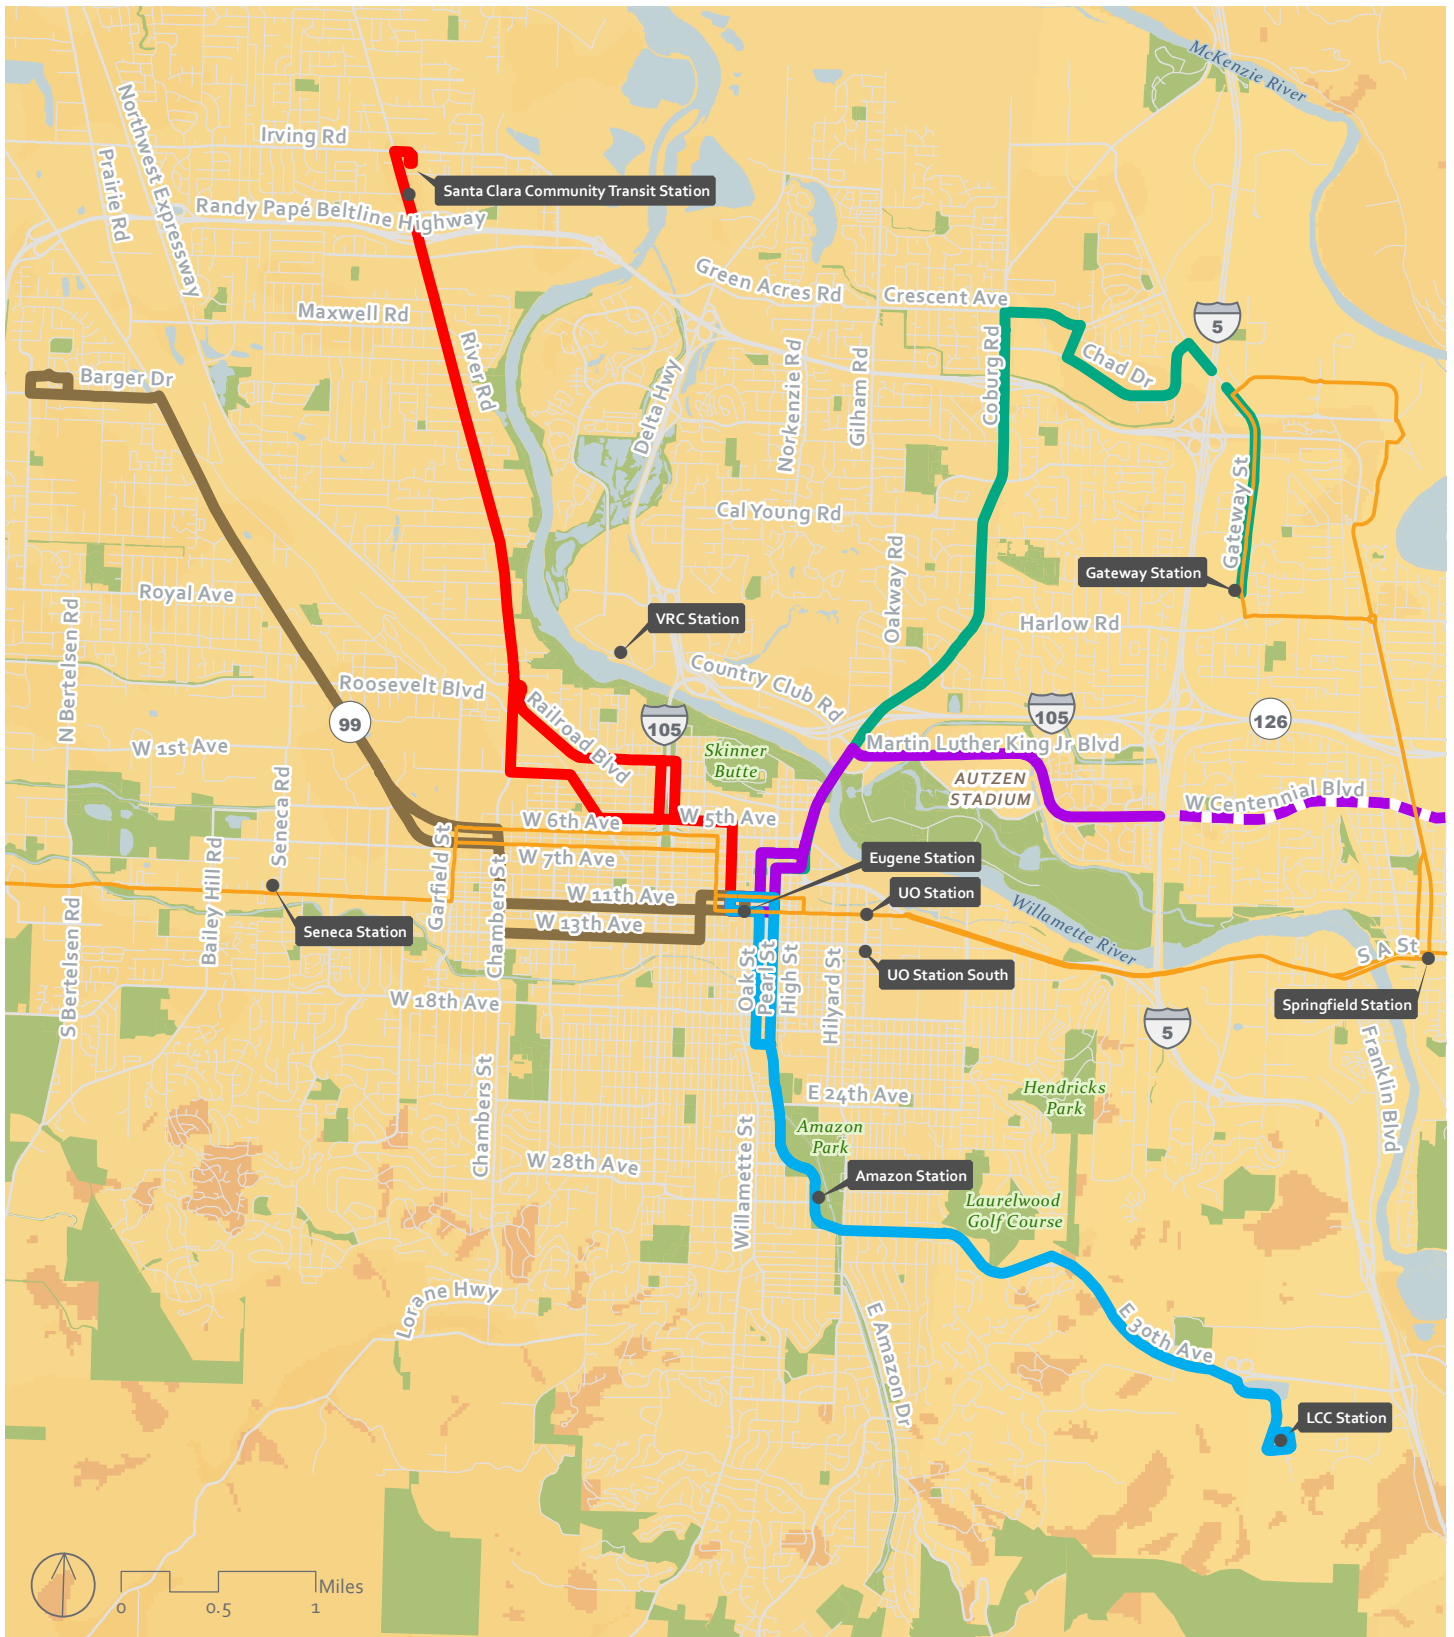 McKenzie River
Northwest Expressway
Irving Rd
Prairie Rd
Santa Clara Community Transit Station
Randy Papé Beltline Highway
Green Acres Rd
Crescent Ave
Maxwell Rd
5
River Rd
Coburg Rd
Chad Dr
Barger Dr
Delta Hwy
Norkenzie Rd
Gilham Rd
Gateway St
Cal Young Rd
Oakway Rd
Gateway Station
Royal Ave
N Bertelsen Rd
VRC Station
Harlow Rd
Roosevelt Blvd
Country Club Rd
Railroad Blvd
99
105
105
126
W 1st Ave
Skinner
Butte
Martin Luther King Jr Blvd
AUTZEN
STADIUM
W Centennial Blvd
Seneca Rd
W 6th Ave
W 5th Ave
Garfield St
Bailey Hill Rd
W 7th Ave
Eugene Station
Chambers St
W 11th Ave
UO Station
S Bertelsen Rd
Seneca Station
W 13th Ave
Willamette River
Oak St
Pearl St
High St
Hilyard St
S A St
UO Station South
Springfield Station
W 18th Ave
5
Franklin Blvd
Chambers St
E 24th Ave
Hendricks
Park
Amazon
Park
Willamette St
W 28th Ave
Amazon Station
Laurelwood
Golf Course
Lorane Hwy
E Amazon Dr
E 30th Ave
LCC Station
Miles
0
0.5
1